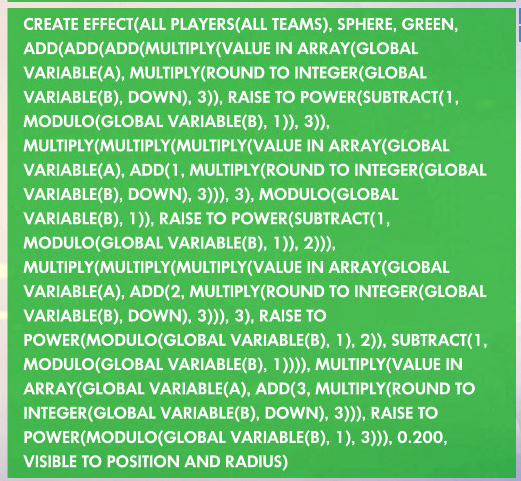 CREATE EFFECT(ALL PLAYERS(ALL TEAMS), SPHERE, GREEN,
ADD(ADD(ADD(MULTIPLY(VALUE IN ARRAY(GLOBAL
VARIABLE(A), MULTIPLY(ROUND TO INTEGER(GLOBAL
VARIABLE(B), DOWN), 3)), RAISE TO POWER(SUBTRACT(1,
MODULO(GLOBAL VARIABLE(B), 1)), 3)),
MULTIPLY(MULTIPLY(MULTIPLY(VALUE IN ARRAY(GLOBAL
VARIABLE(A), ADD(1, MULTIPLY(ROUND TO INTEGER(GLOBAL
VARIABLE(B), DOWN), 3))), 3), MODULO(GLOBAL
VARIABLE(B), 1)), RAISE TO POWER(SUBTRACT(1,
MODULO(GLOBAL VARIABLE(B), 1)), 2))),
MULTIPLY(MULTIPLY(MULTIPLY(VALUE IN ARRAY(GLOBAL
VARIABLE(A), ADD(2, MULTIPLY(ROUND TO INTEGER(GLOBAL
VARIABLE(B), DOWN), 3))), 3), RAISE TO
POWER(MODULO(GLOBAL VARIABLE(B), 1), 2)), SUBTRACT(1,
MODULO(GLOBAL VARIABLE(B), 1)))), MULTIPLY(VALUE IN
ARRAY(GLOBAL VARIABLE(A), ADD(3, MULTIPLY(ROUND TO
INTEGER(GLOBAL VARIABLE(B), DOWN), 3))), RAISE TO
POWER(MODULO(GLOBAL VARIABLE(B), 1), 3))), 0.200,
VISIBLE TO POSITION AND RADIUS)